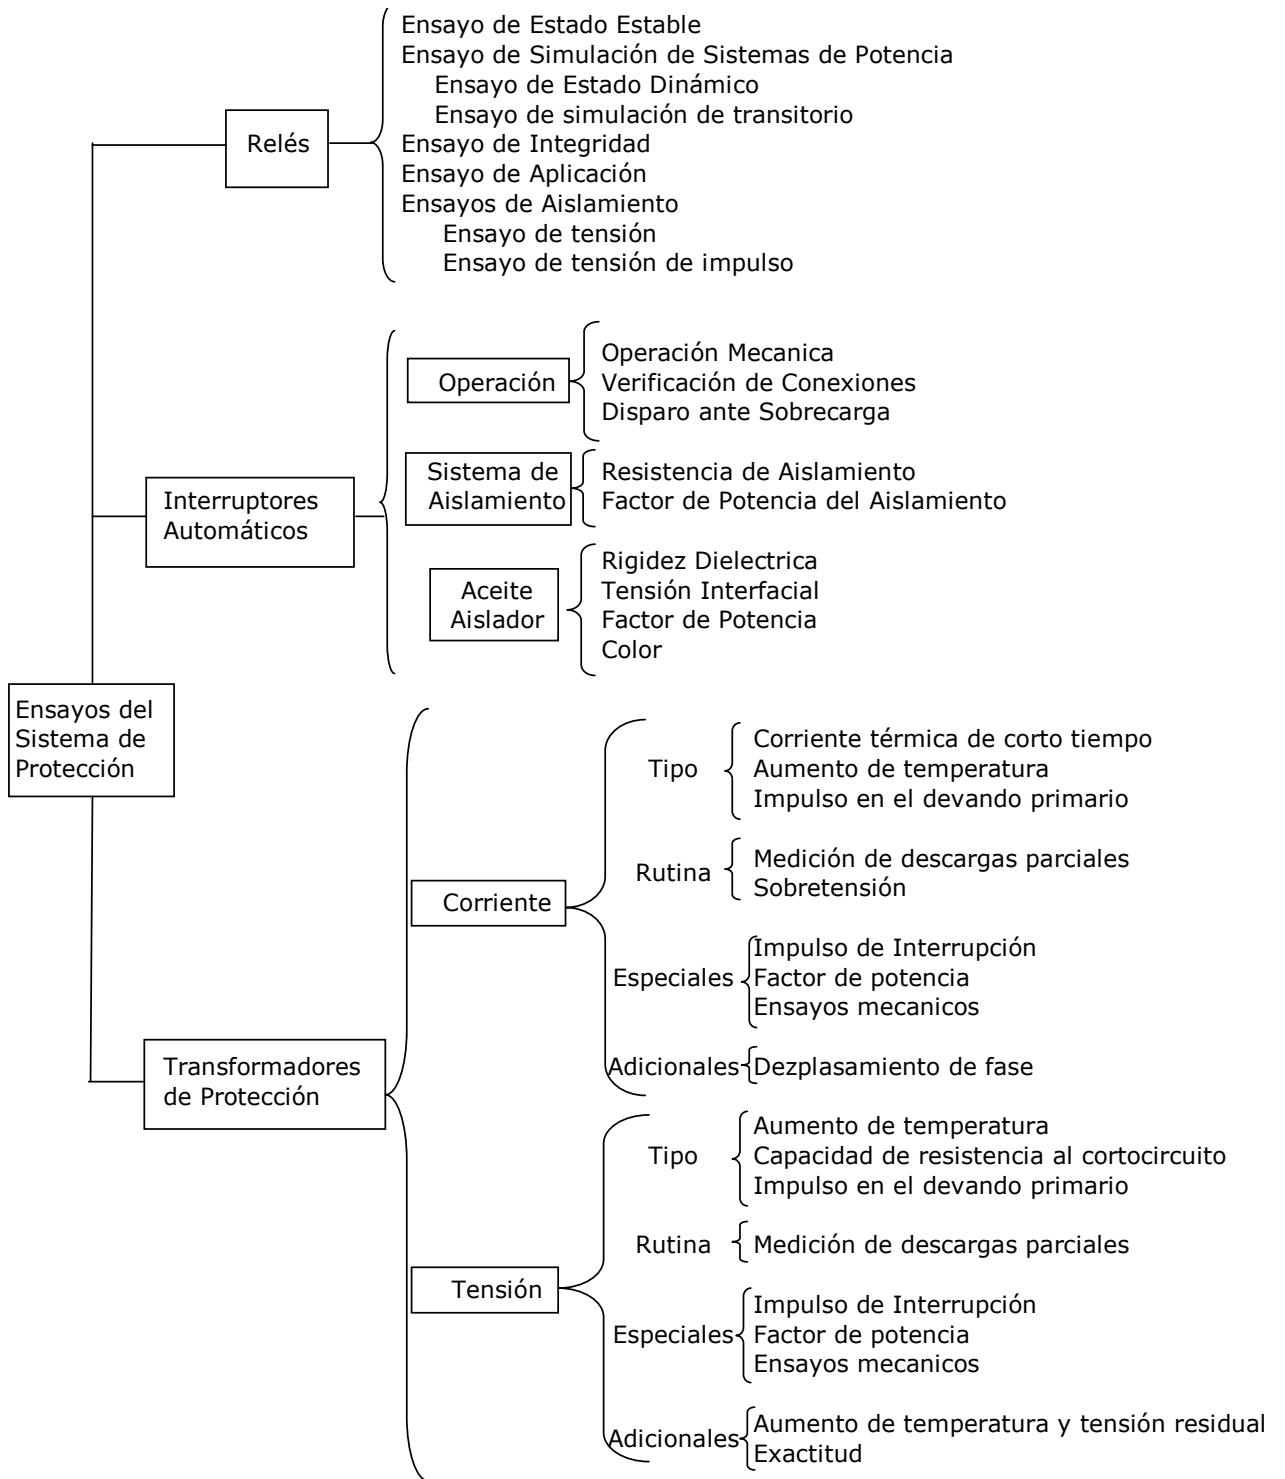 Ensayos del
Sistema de
Protección
Relés
Ensayo de Estado Estable
Ensayo de Simulación de Sistemas de Potencia
Ensayo de Estado Dinámico
Ensayo de simulación de transitorio
Ensayo de Integridad
Ensayo de Aplicación
Ensayos de Aislamiento
Ensayo de tensión
Ensayo de tensión de impulso
Interruptores
Automáticos
Operación
Operación Mecanica
Verificación de Conexiones
Disparo ante Sobrecarga
Sistema de
Aislamiento
Resistencia de Aislamiento
Factor de Potencia del Aislamiento
Aceite
Aislador
Rigidez Dielectrica
Tensión Interfacial
Factor de Potencia
Color
Transformadores
de Protección
Corriente
Tipo
Corriente térmica de corto tiempo
Aumento de temperatura
Impulso en el devando primario
Rutina
Medición de descargas parciales
Sobretensión
Especiales
Impulso de Interrupción
Factor de potencia
Ensayos mecanicos
Adicionales
Dezplasamiento de fase
Tensión
Tipo
Aumento de temperatura
Capacidad de resistencia al cortocircuito
Impulso en el devando primario
Rutina
Medición de descargas parciales
Especiales
Impulso de Interrupción
Factor de potencia
Ensayos mecanicos
Adicionales
Aumento de temperatura y tensión residual
Exactitud